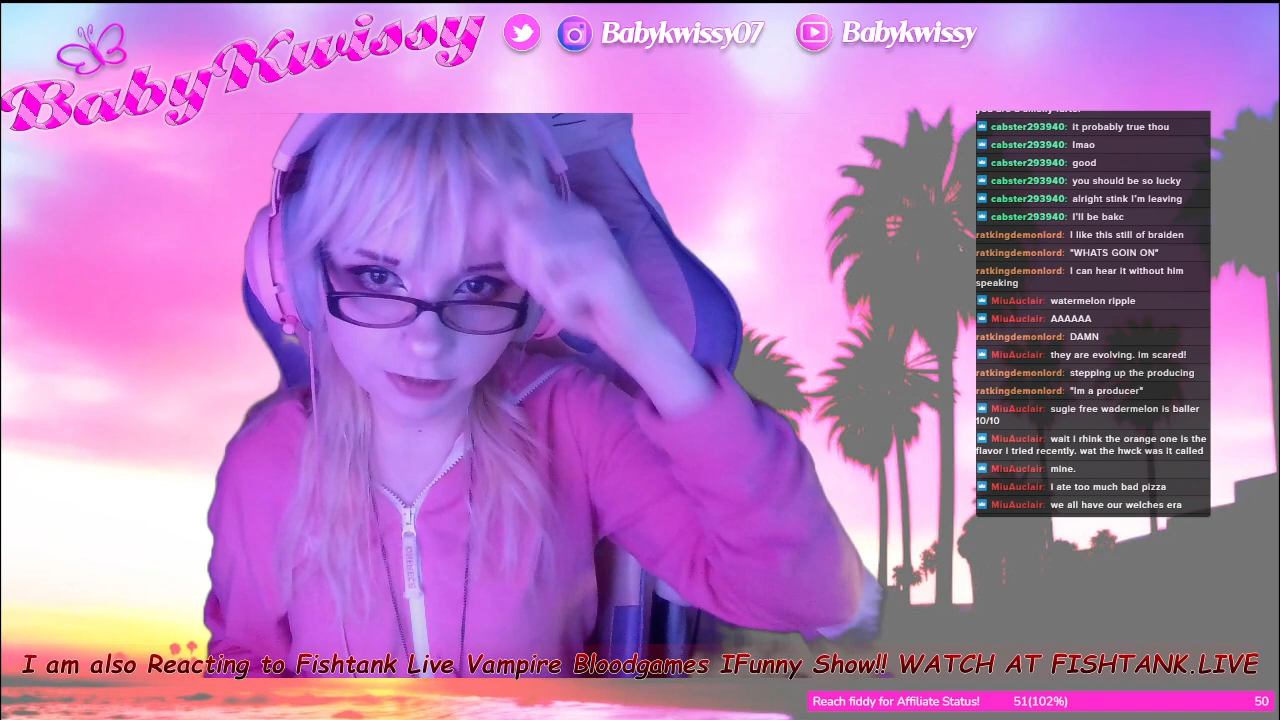 BabyKwissy
Babykwissy07
Babykwissy
cabster293940: it probably true thou
cabster293940: lmao
cabster293940: good
cabster293940: you should be so lucky
cabster293940: alright stink I'm leaving
cabster293940: I'll be bakc
ratkingdemonlord: I like this still of braiden
ratkingdemonlord: "WHATS GOIN ON"
ratkingdemonlord: I can hear it without him
speaking
MiuAuclair: watermelon ripple
MiuAuclair: AAAAAA
ratkingdemonlord: DAMN
MiuAuclair: they are evolving. im scared!
ratkingdemonlord: stepping up the producing
ratkingdemonlord: "Im a producer"
MiuAuclair: sugie free wadermelon is baller
10/10
MiuAuclair: wait i rhink the orange one is the
flavor i tried recently. wat the hwck was it called
MiuAuclair: mine.
MiuAuclair: I ate too much bad pizza
MiuAuclair: we all have our welches era
I am also Reacting to Fishtank Live Vampire Bloodgames IFunny Show!! WATCH AT FISHTANK.LIVE
Reach fiddy for Affiliate Status! 51(102%) 50